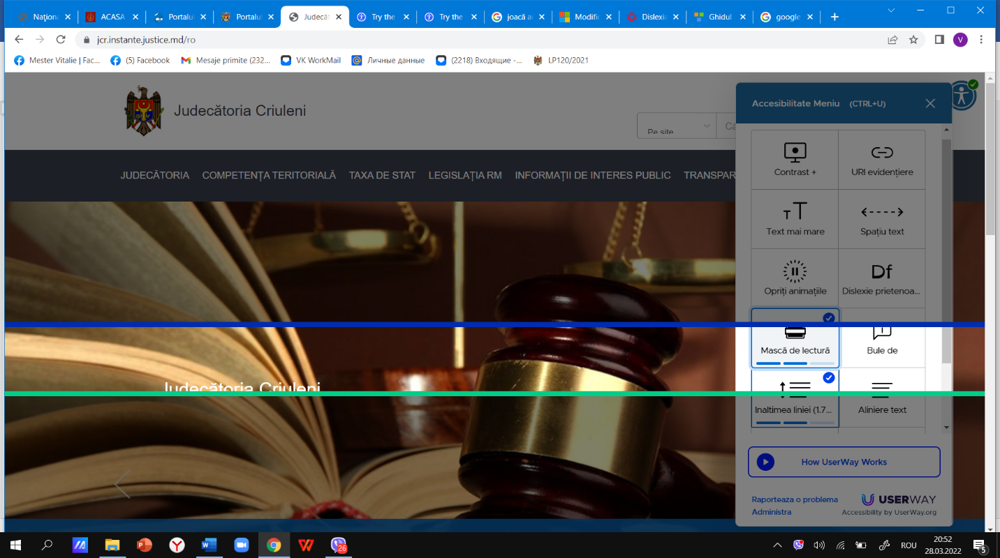 Naționa
ACASA
Portalul
Portalul
Judecăt
Try the
Try the
joacă a
Modific
Dislexia
Ghidul
google
jcr.instante.justice.md/ro
V
Mester Vitalie | Fac...
(5) Facebook
Mesaje primite (232...
VK WorkMail
Личные данные
(2218) Входящие -...
LP120/2021
Judecătoria Criuleni
Pe site
Accesibilitate Meniu (CTRL+U)
JUDECĂTORIA COMPETENȚA TERITORIALĂ TAXA DE STAT LEGISLAȚIA RM INFORMAȚII DE INTERES PUBLIC TRANSPAR
Contrast +
URI evidențiere
Text mai mare
Spațiu text
Opriți animațiile
Dislexie prietenoa...
Mască de lectură
Bule de
Inaltimea liniei (1.7...
Aliniere text
Judecătoria Criuleni
How UserWay Works
Raporteaza o problema
Administra
USERWAY
Accessibility by UserWay.org
26
ROU
20:52
28.03.2022
5